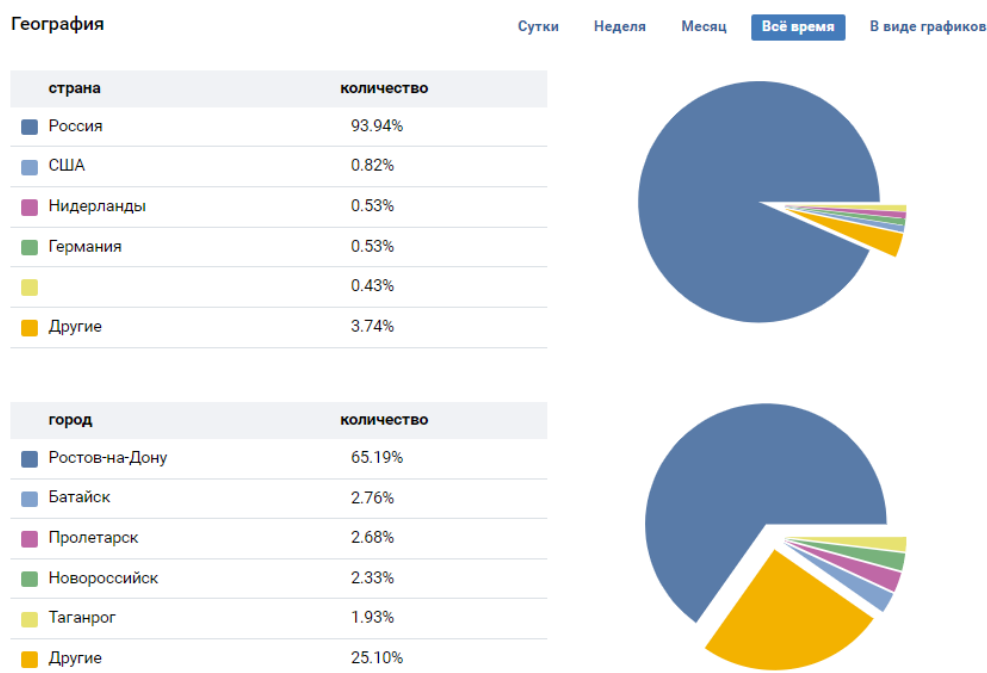 География Сутки Неделя Месяц Всё время В виде графиков
страна количество
Россия 93.94%
США 0.82%
Нидерланды 0.53%
Германия 0.53%
0.43%
Другие 3.74%
город количество
Ростов-на-Дону 65.19%
Батайск 2.76%
Пролетарск 2.68%
Новороссийск 2.33%
Таганрог 1.93%
Другие 25.10%